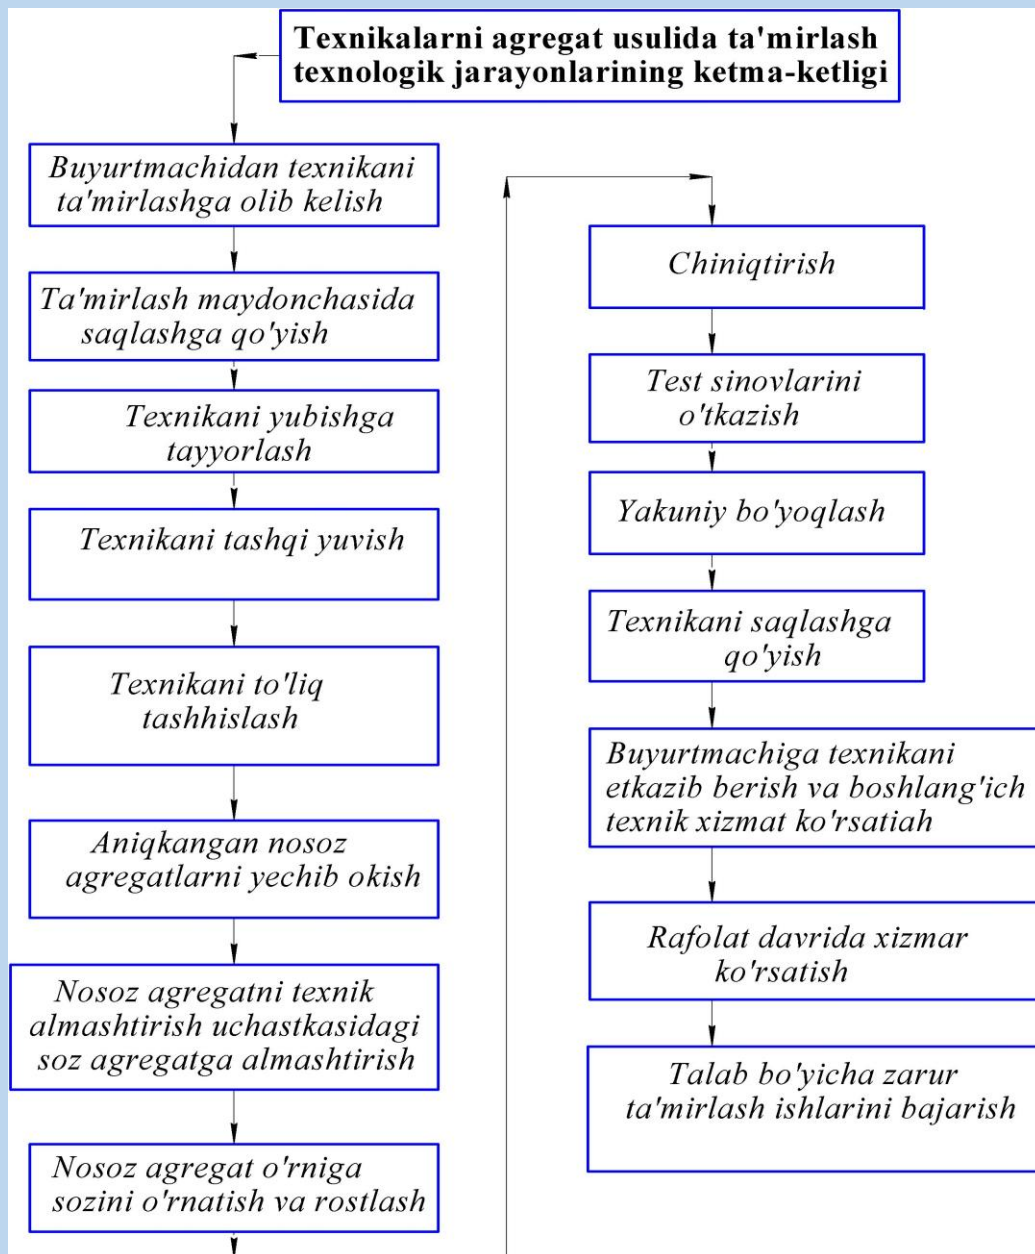 Texnikalarni agregat usulida ta'mirlash
texnologik jarayonlarining ketma-ketligi
Buyurtmachidan texnikani
ta'mirlashga olib kelish
Ta'mirlash maydonchasida
saqlashga qo'yish
Texnikani yubishga
tayyorlash
Texnikani tashqi yuvish
Texnikani to'liq
tashhislash
Aniqkangan nosoz
agregatlarni yechib okish
Nosoz agregatni texnik
almashtirish uchastkasidagi
soz agregatga almashtirish
Nosoz agregat o'rniga
sozini o'rnatish va rostlash
Chiniqtirish
Test sinovlarini
o'tkazish
Yakuniy bo'yoqlash
Texnikani saqlashga
qo'yish
Buyurtmachiga texnikani
etkazib berish va boshlang'ich
texnik xizmat ko'rsatiah
Rafolat davrida xizmar
ko'rsatish
Talab bo'yicha zarur
ta'mirlash ishlarini bajarish